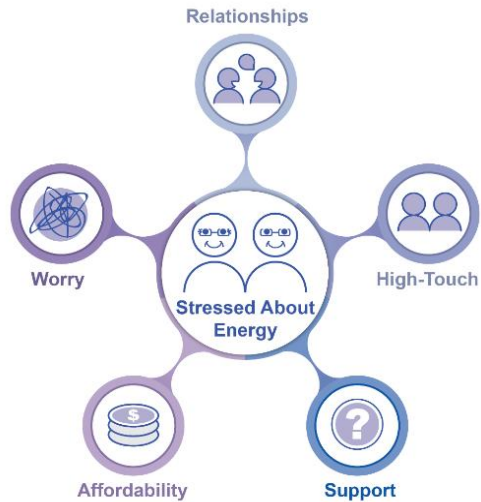 Relationships
Worry
High-Touch
Stressed About
Energy
$
?
Affordability
Support